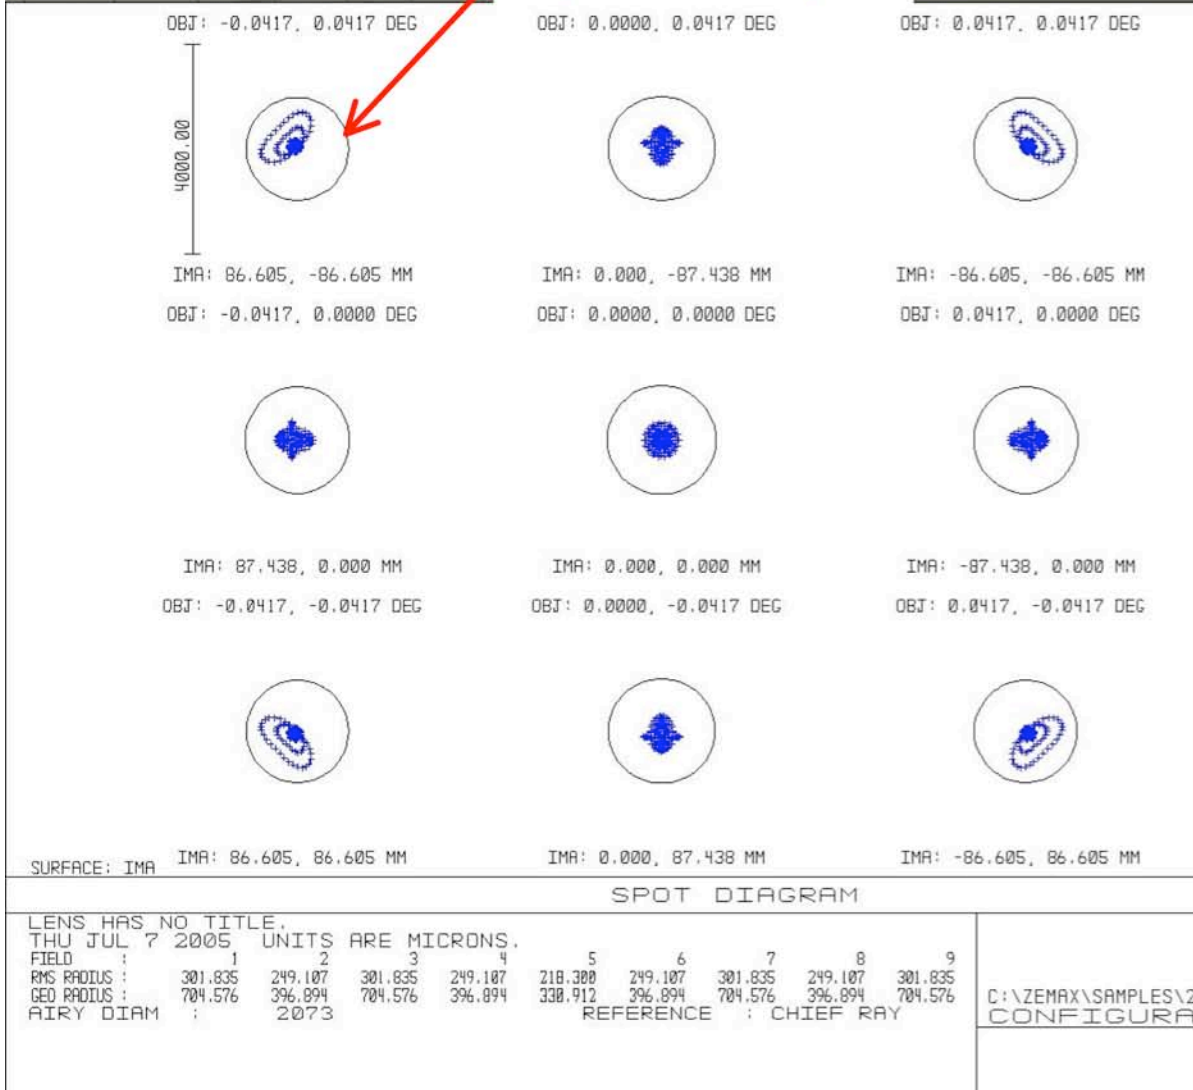 OBJ: -0.0417, 0.0417 DEG OBJ: 0.0000, 0.0417 DEG OBJ: 0.0417, 0.0417 DEG
4000.00
IMA: 86.605, -86.605 MM IMA: 0.000, -87.438 MM IMA: -86.605, -86.605 MM
OBJ: -0.0417, 0.0000 DEG OBJ: 0.0000, 0.0000 DEG OBJ: 0.0417, 0.0000 DEG
IMA: 87.438, 0.000 MM IMA: 0.000, 0.000 MM IMA: -87.438, 0.000 MM
OBJ: -0.0417, -0.0417 DEG OBJ: 0.0000, -0.0417 DEG OBJ: 0.0417, -0.0417 DEG
SURFACE: IMA IMA: 86.605, 86.605 MM IMA: 0.000, 87.438 MM IMA: -86.605, 86.605 MM
SPOT DIAGRAM
LENS HAS NO TITLE.
THU JUL 7 2005 UNITS ARE MICRONS.
FIELD : 1 2 3 4 5 6 7 8 9
RMS RADIUS : 301.835 249.107 301.835 249.107 218.300 249.107 301.835 249.107 301.835
GEO RADIUS : 704.576 396.894 704.576 396.894 330.912 396.894 704.576 396.894 704.576
AIRY DIAM : 2073 REFERENCE : CHIEF RAY
C:\ZEMAX\SAMPLES\2
CONFIGURA